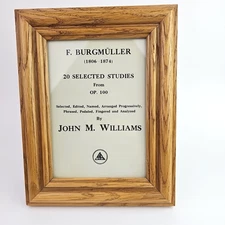 F. BURGMÜLLER
(1806 - 1874)
20 SELECTED STUDIES
From
OP. 100
Selected, Edited, Named, Arranged Progressively,
Phrased, Pedaled, Fingered and Analyzed
By
JOHN M. WILLIAMS